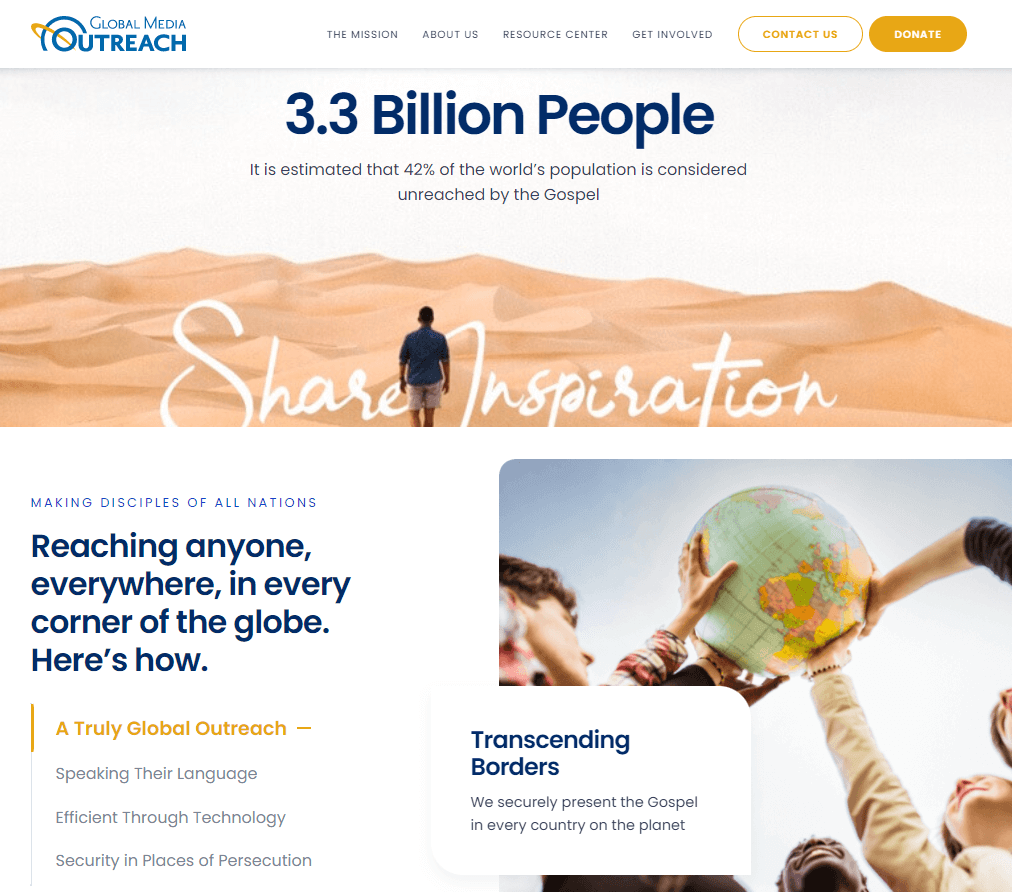 GLOBAL MEDIA
OUTREACH
THE MISSION
ABOUT US
RESOURCE CENTER
GET INVOLVED
CONTACT US
DONATE
3.3 Billion People
It is estimated that 42% of the world’s population is considered
unreached by the Gospel
Share Inspiration
MAKING DISCIPLES OF ALL NATIONS
Reaching anyone,
everywhere, in every
corner of the globe.
Here’s how.
A Truly Global Outreach —
Speaking Their Language
Efficient Through Technology
Security in Places of Persecution
Transcending
Borders
We securely present the Gospel
in every country on the planet